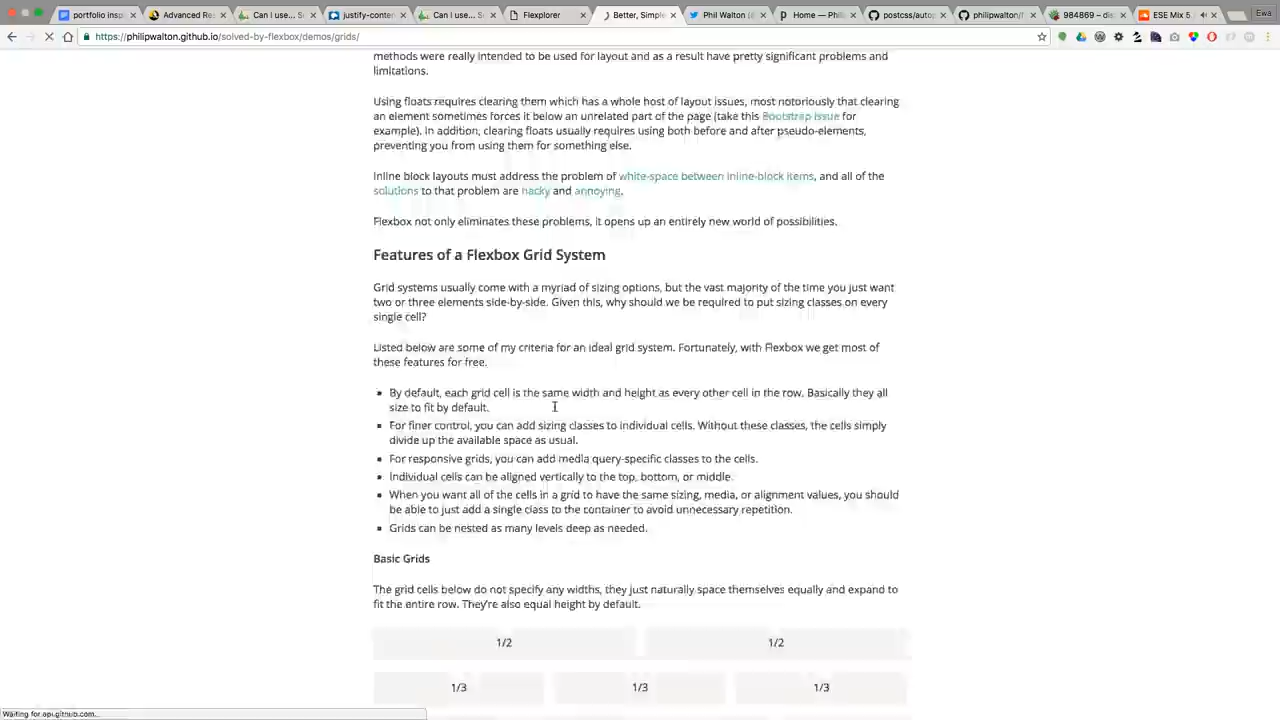 portfolio insp
Advanced Re
Can I use... S
justify-conten
Can I use... S
Flexplorer
Better, Simple
Phil Walton (
Home — Phili
postcss/autop
philipwalton/f
984869 – dis
ESE Mix 5
Ewa
https://philipwalton.github.io/solved-by-flexbox/demos/grids/
methods were really intended to be used for layout and as a result have pretty significant problems and
limitations.
Using floats requires clearing them which has a whole host of layout issues, most notoriously that clearing
an element sometimes forces it below an unrelated part of the page (take this Bootstrap issue for
example). In addition, clearing floats usually requires using both before and after pseudo-elements,
preventing you from using them for something else.
Inline block layouts must address the problem of white-space between inline-block items, and all of the
solutions to that problem are hacky and annoying.
Flexbox not only eliminates these problems, it opens up an entirely new world of possibilities.
Features of a Flexbox Grid System
Grid systems usually come with a myriad of sizing options, but the vast majority of the time you just want
two or three elements side-by-side. Given this, why should we be required to put sizing classes on every
single cell?
Listed below are some of my criteria for an ideal grid system. Fortunately, with Flexbox we get most of
these features for free.
By default, each grid cell is the same width and height as every other cell in the row. Basically they all
size to fit by default.
For finer control, you can add sizing classes to individual cells. Without these classes, the cells simply
divide up the available space as usual.
For responsive grids, you can add media query-specific classes to the cells.
Individual cells can be aligned vertically to the top, bottom, or middle.
When you want all of the cells in a grid to have the same sizing, media, or alignment values, you should
be able to just add a single class to the container to avoid unnecessary repetition.
Grids can be nested as many levels deep as needed.
Basic Grids
The grid cells below do not specify any widths, they just naturally space themselves equally and expand to
fit the entire row. They're also equal height by default.
1/2 1/2
1/3 1/3 1/3
Waiting for api.github.com...